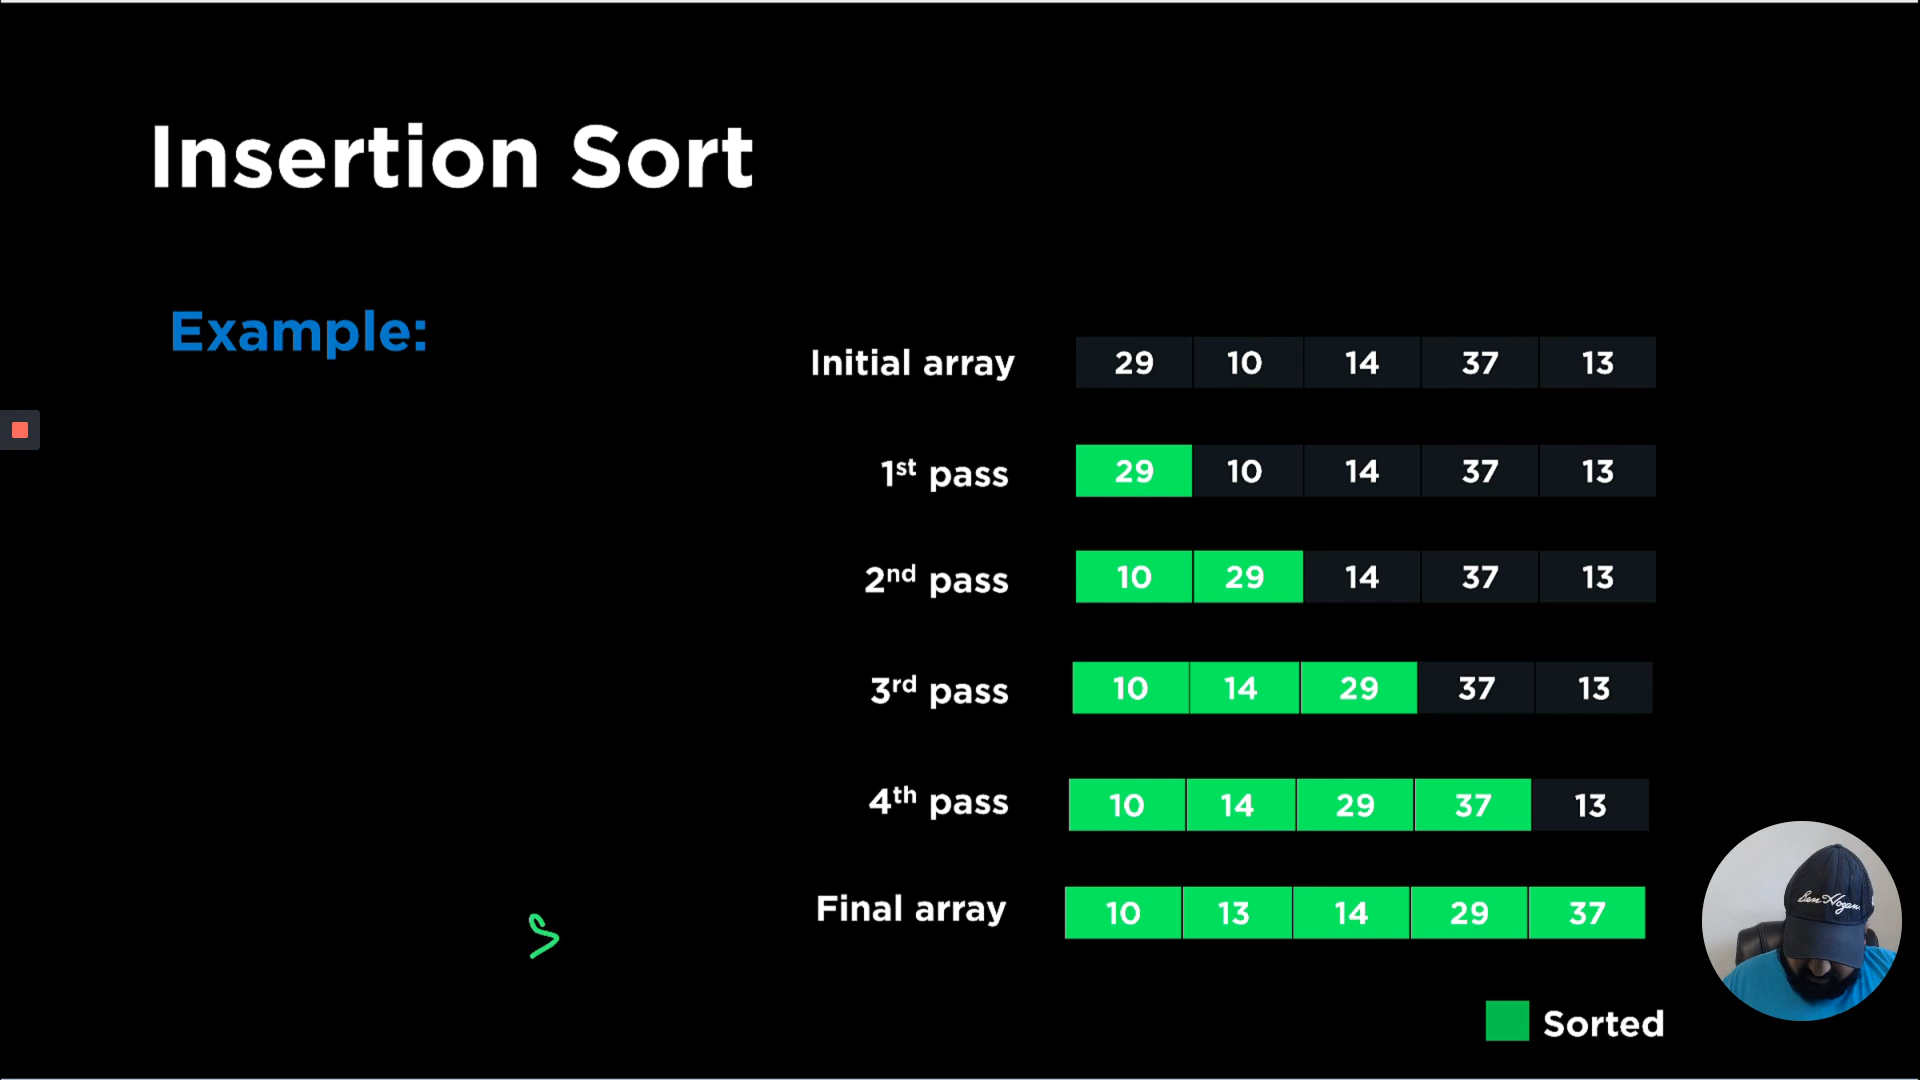 Insertion Sort
Example:
Initial array 29 10 14 37 13
1st pass 29 10 14 37 13
2nd pass 10 29 14 37 13
3rd pass 10 14 29 37 13
4th pass 10 14 29 37 13
Final array 10 13 14 29 37
Sorted
Ben Hogan.